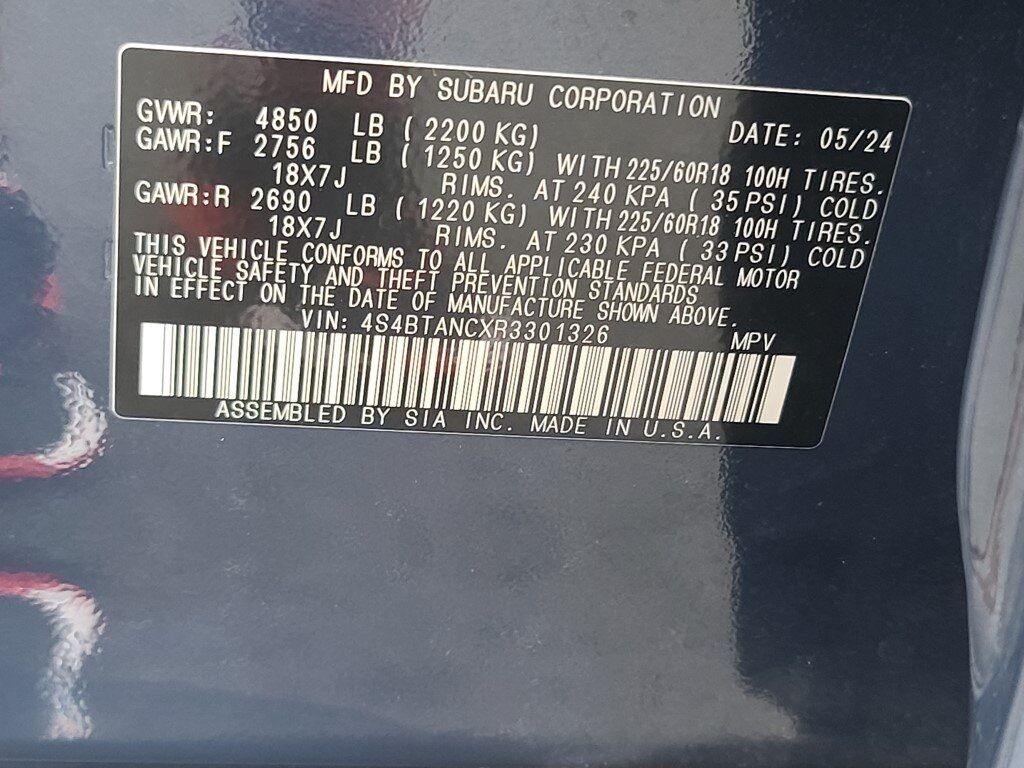 MFD BY SUBARU CORPORATION
GVWR: 4850 LB ( 2200 KG) DATE: 05/24
GAWR:F 2756 LB ( 1250 KG) WITH 225/60R18 100H TIRES.
18X7J RIMS. AT 240 KPA ( 35 PSI) COLD
GAWR:R 2690 LB ( 1220 KG) WITH 225/60R18 100H TIRES.
18X7J RIMS. AT 230 KPA ( 33 PSI) COLD
THIS VEHICLE CONFORMS TO ALL APPLICABLE FEDERAL MOTOR
VEHICLE SAFETY AND THEFT PREVENTION STANDARDS
IN EFFECT ON THE DATE OF MANUFACTURE SHOWN ABOVE.
VIN: 4S4BTANCXR3301326 MPV
ASSEMBLED BY SIA INC. MADE IN U.S.A.